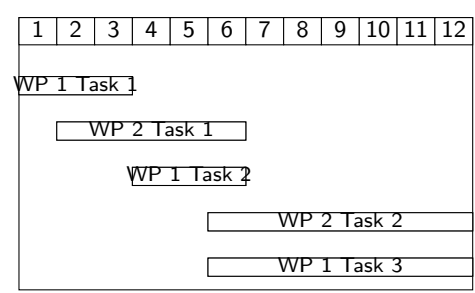 1 2 3 4 5 6 7 8 9 10 11 12
WP 1 Task 1
WP 2 Task 1
WP 1 Task 2
WP 2 Task 2
WP 1 Task 3